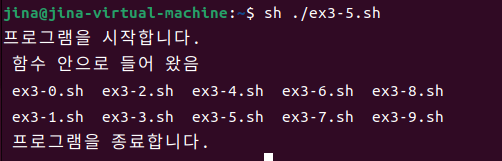 jina@jina-virtual-machine:~$ sh ./ex3-5.sh
프로그램을 시작합니다.
함수 안으로 들어 왔음
ex3-0.sh ex3-2.sh ex3-4.sh ex3-6.sh ex3-8.sh
ex3-1.sh ex3-3.sh ex3-5.sh ex3-7.sh ex3-9.sh
프로그램을 종료합니다.